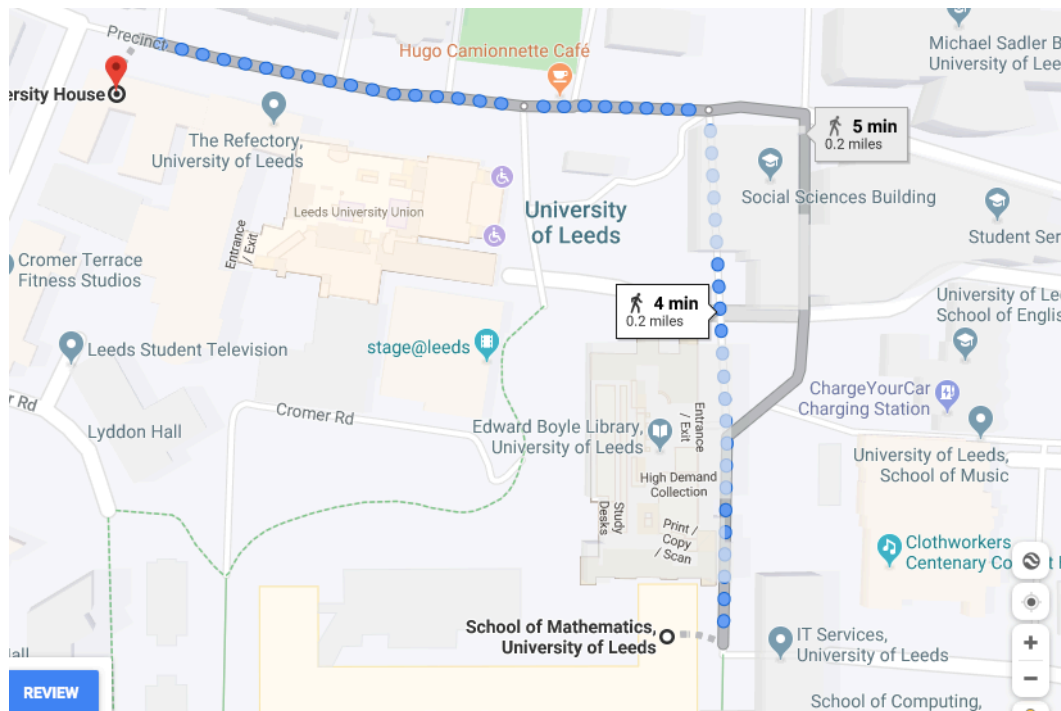 Precinct
Hugo Camionnette Café
Michael Sadler B
University of Lee
ersity House
5 min
0.2 miles
The Refectory,
University of Leeds
Social Sciences Building
Leeds University Union
University
of Leeds
Student Ser
Entrance
/ Exit
Cromer Terrace
Fitness Studios
4 min
0.2 miles
University of Lee
School of English
Leeds Student Television
stage@leeds
ChargeYourCar
Charging Station
er Rd
Cromer Rd
Lyddon Hall
Edward Boyle Library,
University of Leeds
Entrance
/ Exit
University of Leeds,
School of Music
High Demand
Collection
Study
Desks
Print /
Copy
/ Scan
Clothworkers
Centenary Co
School of Mathematics,
University of Leeds
IT Services,
University of Leeds
all
REVIEW
School of Computing,